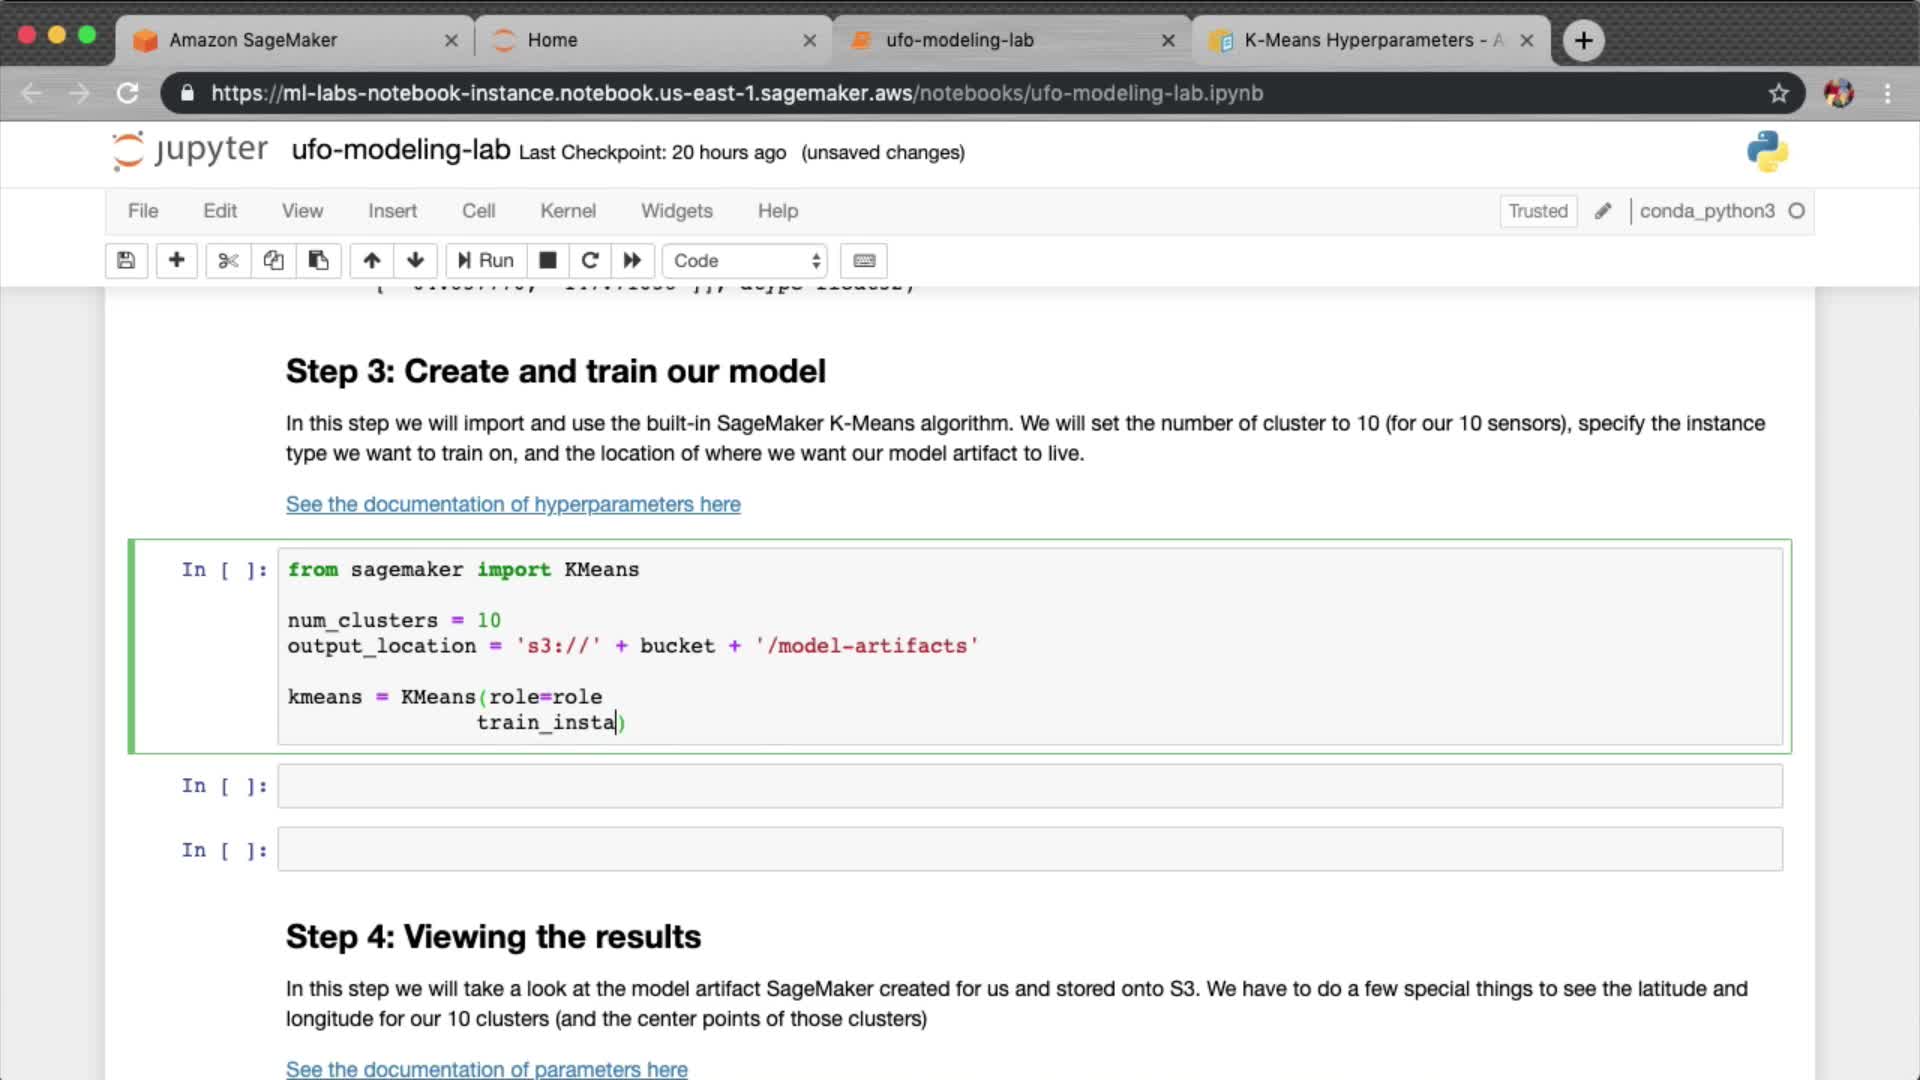 Amazon SageMaker
Home
ufo-modeling-lab
K-Means Hyperparameters - A
https://ml-labs-notebook-instance.notebook.us-east-1.sagemaker.aws/notebooks/ufo-modeling-lab.ipynb
jupyter ufo-modeling-lab Last Checkpoint: 20 hours ago (unsaved changes)
File Edit View Insert Cell Kernel Widgets Help Trusted conda_python3
Run Code
Step 3: Create and train our model
In this step we will import and use the built-in SageMaker K-Means algorithm. We will set the number of cluster to 10 (for our 10 sensors), specify the instance
type we want to train on, and the location of where we want our model artifact to live.
See the documentation of hyperparameters here
In [ ]: from sagemaker import KMeans
num_clusters = 10
output_location = 's3://' + bucket + '/model-artifacts'
kmeans = KMeans(role=role
train_insta)
In [ ]:
In [ ]:
Step 4: Viewing the results
In this step we will take a look at the model artifact SageMaker created for us and stored onto S3. We have to do a few special things to see the latitude and
longitude for our 10 clusters (and the center points of those clusters)
See the documentation of parameters here